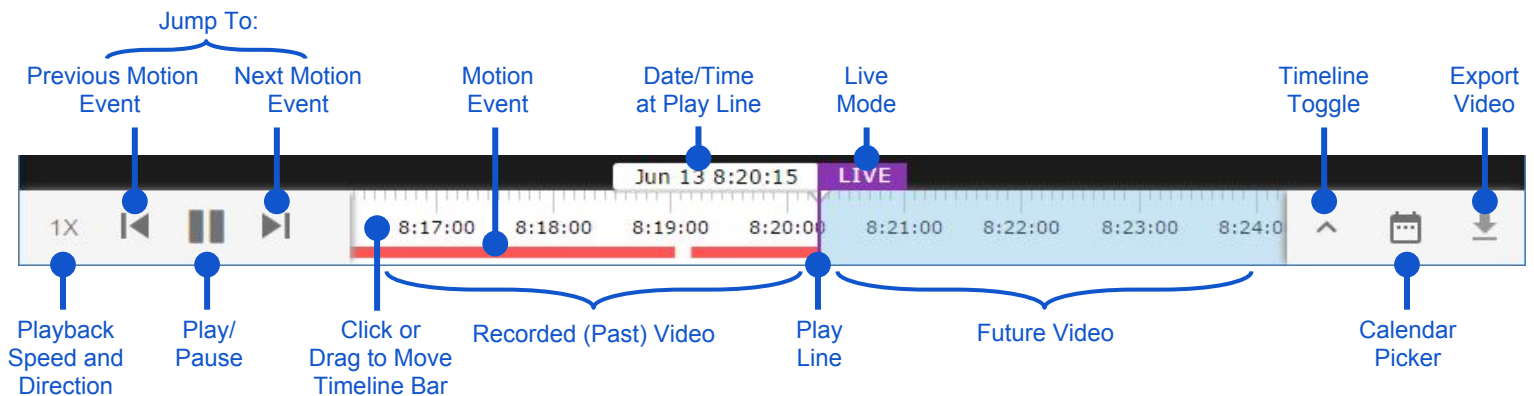 Jump To:
Previous Motion Event
Next Motion Event
Motion Event
Date/Time at Play Line
Live Mode
Timeline Toggle
Export Video
Jun 13 8:20:15
LIVE
1X
8:17:00 8:18:00 8:19:00 8:20:00 8:21:00 8:22:00 8:23:00 8:24:0
Playback Speed and Direction
Play/ Pause
Click or Drag to Move Timeline Bar
Recorded (Past) Video
Play Line
Future Video
Calendar Picker